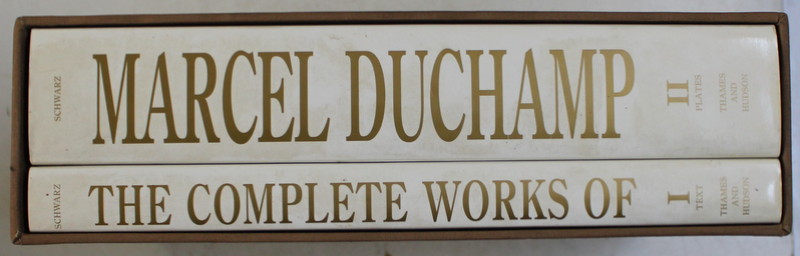 SCHWARZ
MARCEL DUCHAMP
II
PLATES
THAMES
AND
HUDSON
SCHWARZ
THE COMPLETE WORKS OF
I
TEXT
THAMES
AND
HUDSON